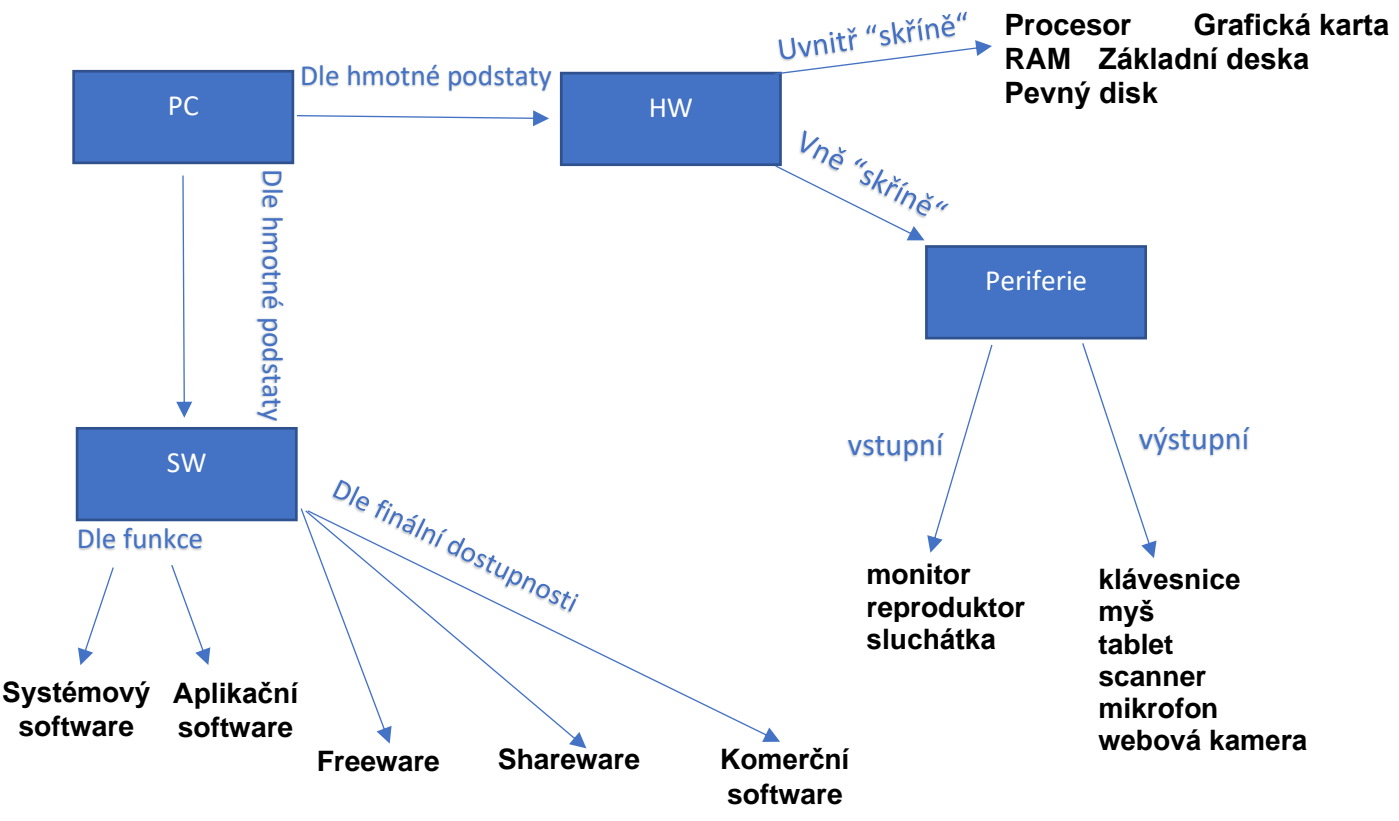 PC
Dle hmotné podstaty
HW
Uvnitř “skříně“
Procesor Grafická karta
RAM Základní deska
Pevný disk
Vně “skříně“
Periferie
vstupní
výstupní
monitor
reproduktor
sluchátka
klávesnice
myš
tablet
scanner
mikrofon
webová kamera
Dle hmotné podstaty
SW
Dle funkce
Dle finální dostupnosti
Systémový
software
Aplikační
software
Freeware
Shareware
Komerční
software